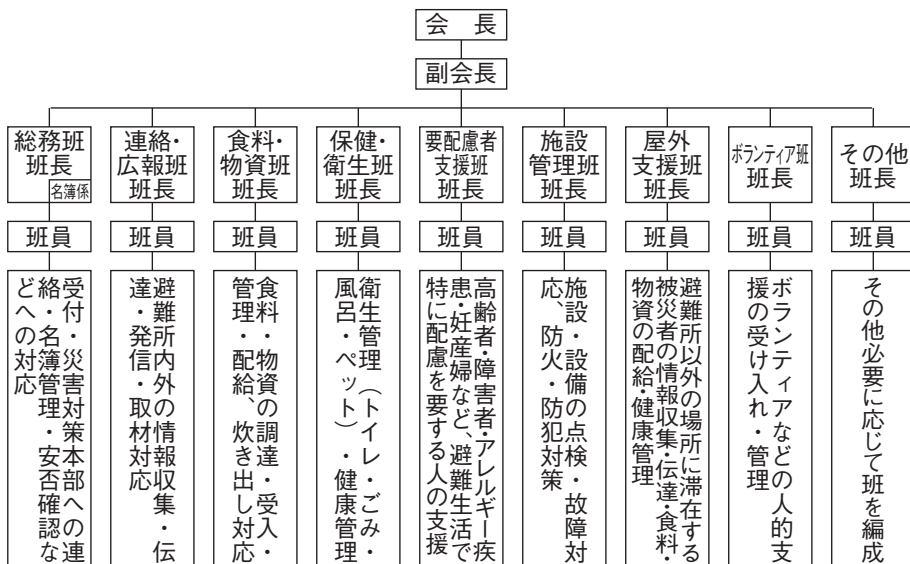 会　長
副会長
総務班
班長
名簿係
連絡・
広報班
班長
食料・
物資班
班長
保健・
衛生班
班長
要配慮者
支援班
班長
施設
管理班
班長
屋外
支援班
班長
ボランティア班
班長
その他
班長
班員
班員
班員
班員
班員
班員
班員
班員
班員
受付・災害対策本部への連
絡・名簿管理・安否確認な
どへの対応
避難所内外の情報収集・伝
達・発信・取材対応
食料・物資の調達・受入・
管理・配給、炊き出し対応
衛生管理（トイレ・ごみ・
風呂・ペット）・健康管理
高齢者・障害者・アレルギー疾
患・妊産婦など、避難生活で
特に配慮を要する人の支援
施設・設備の点検・故障対
応、防火・防犯対策
避難所以外の場所に滞在する
被災者の情報収集・伝達・食料・
物資の配給・健康管理
ボランティアなどの人的支
援の受け入れ・管理
その他必要に応じて班を編成